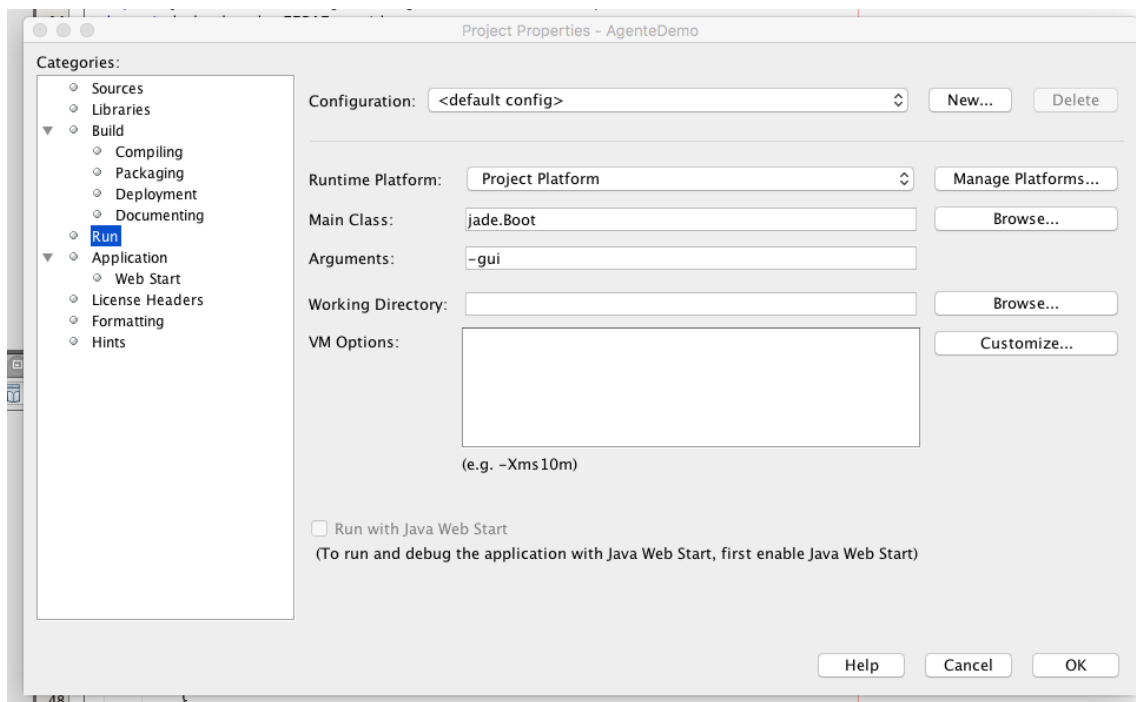 Project Properties - AgenteDemo
Categories:
Sources
Libraries
Build
Compiling
Packaging
Deployment
Documenting
Run
Application
Web Start
License Headers
Formatting
Hints
Configuration: <default config> New... Delete
Runtime Platform: Project Platform Manage Platforms...
Main Class: jade.Boot Browse...
Arguments: -gui
Working Directory: Browse...
VM Options: Customize...
(e.g. -Xms10m)
Run with Java Web Start
(To run and debug the application with Java Web Start, first enable Java Web Start)
Help Cancel OK
48 }